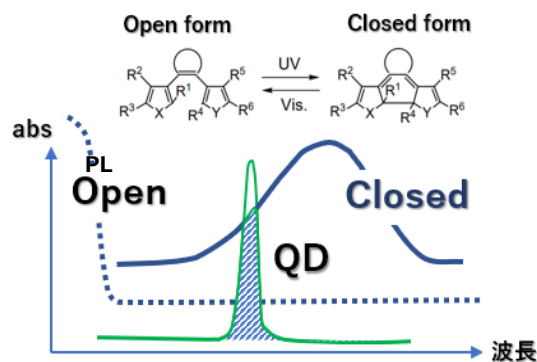 Open form
Closed form
R²
R¹
R³
X
R⁵
R⁴
Y
R⁶
UV
Vis.
R²
R¹
R³
X
R⁵
R⁴
Y
R⁶
abs
PL
Open
Closed
QD
波長